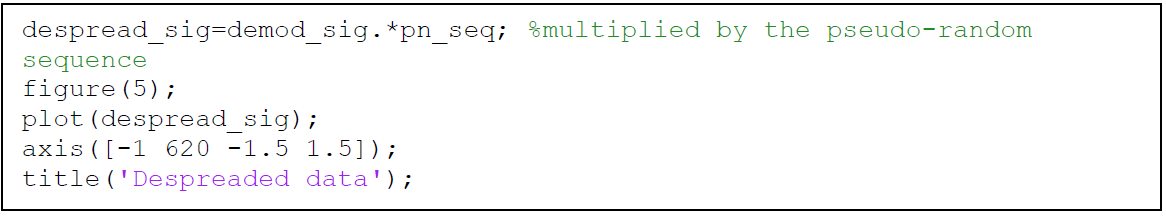 despread_sig=demod_sig.*pn_seq; %multiplied by the pseudo-random
sequence
figure(5);
plot(despread_sig);
axis([-1 620 -1.5 1.5]);
title('Despreaded data');